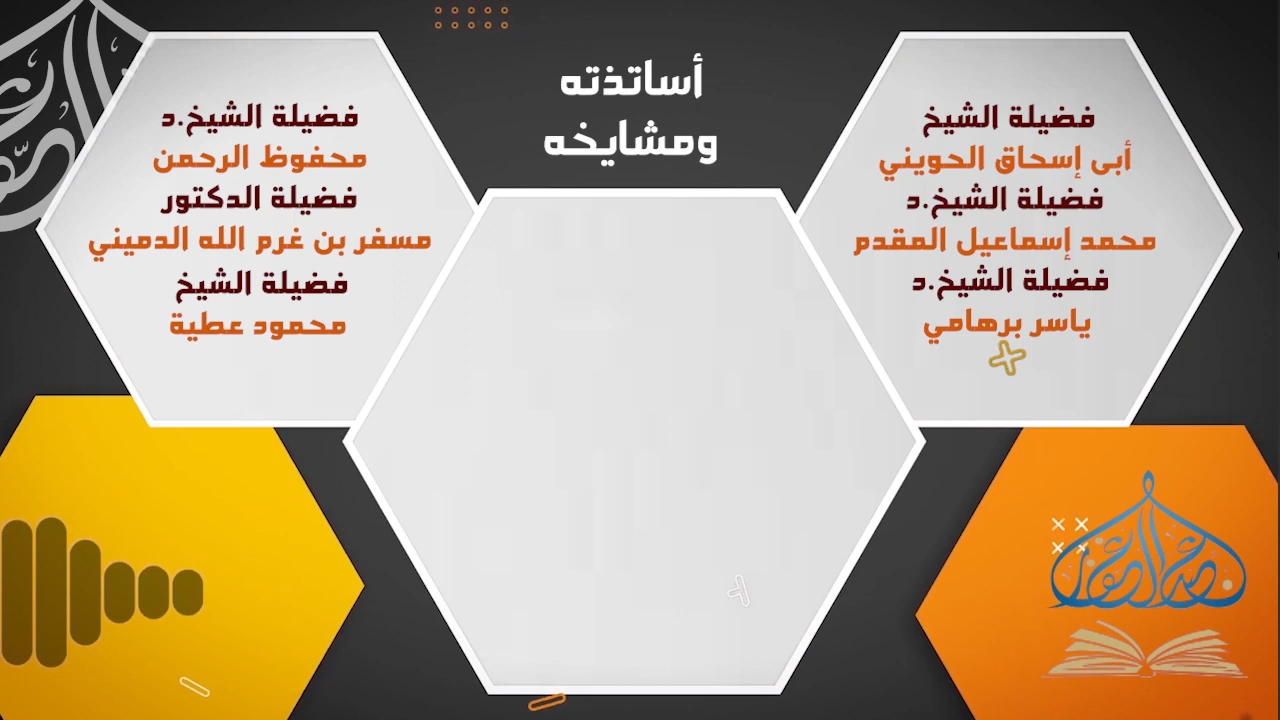 أساتذته
ومشايخه
فضيلة الشيخ
أبى إسحاق الحويني
فضيلة الشيخ.د
محمد إسماعيل المقدم
فضيلة الشيخ.د
ياسر برهامي
فضيلة الشيخ.د
محفوظ الرحمن
فضيلة الدكتور
مسفر بن غرم الله الدميني
فضيلة الشيخ
محمود عطية